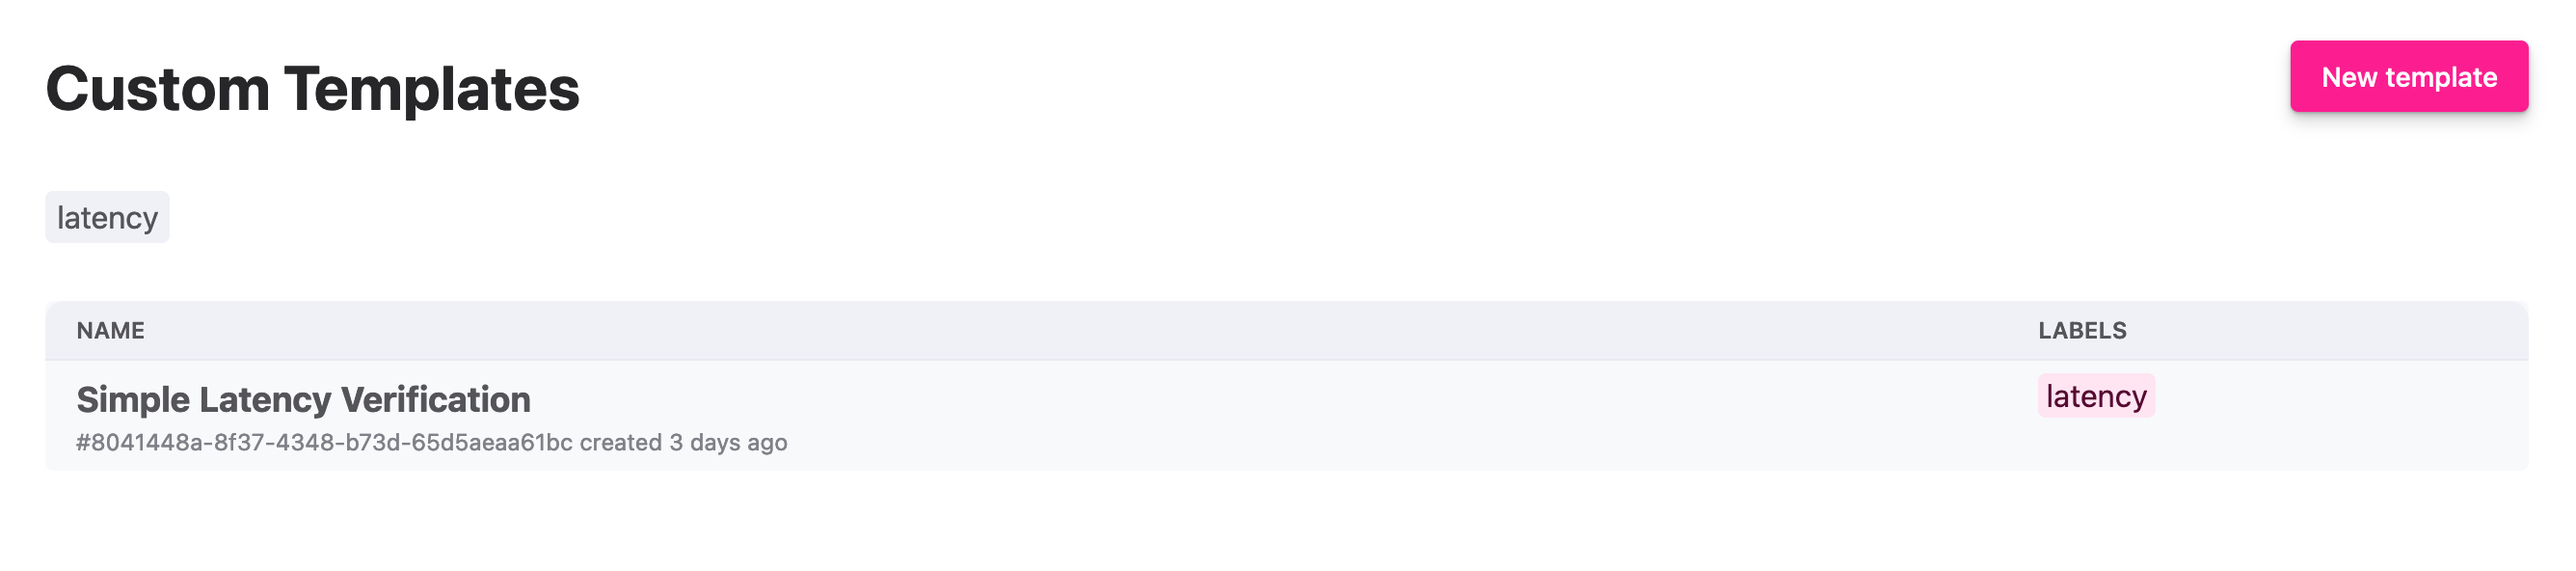 Custom Templates
New template
latency
NAME
LABELS
Simple Latency Verification
latency
#8041448a-8f37-4348-b73d-65d5aeaa61bc created 3 days ago